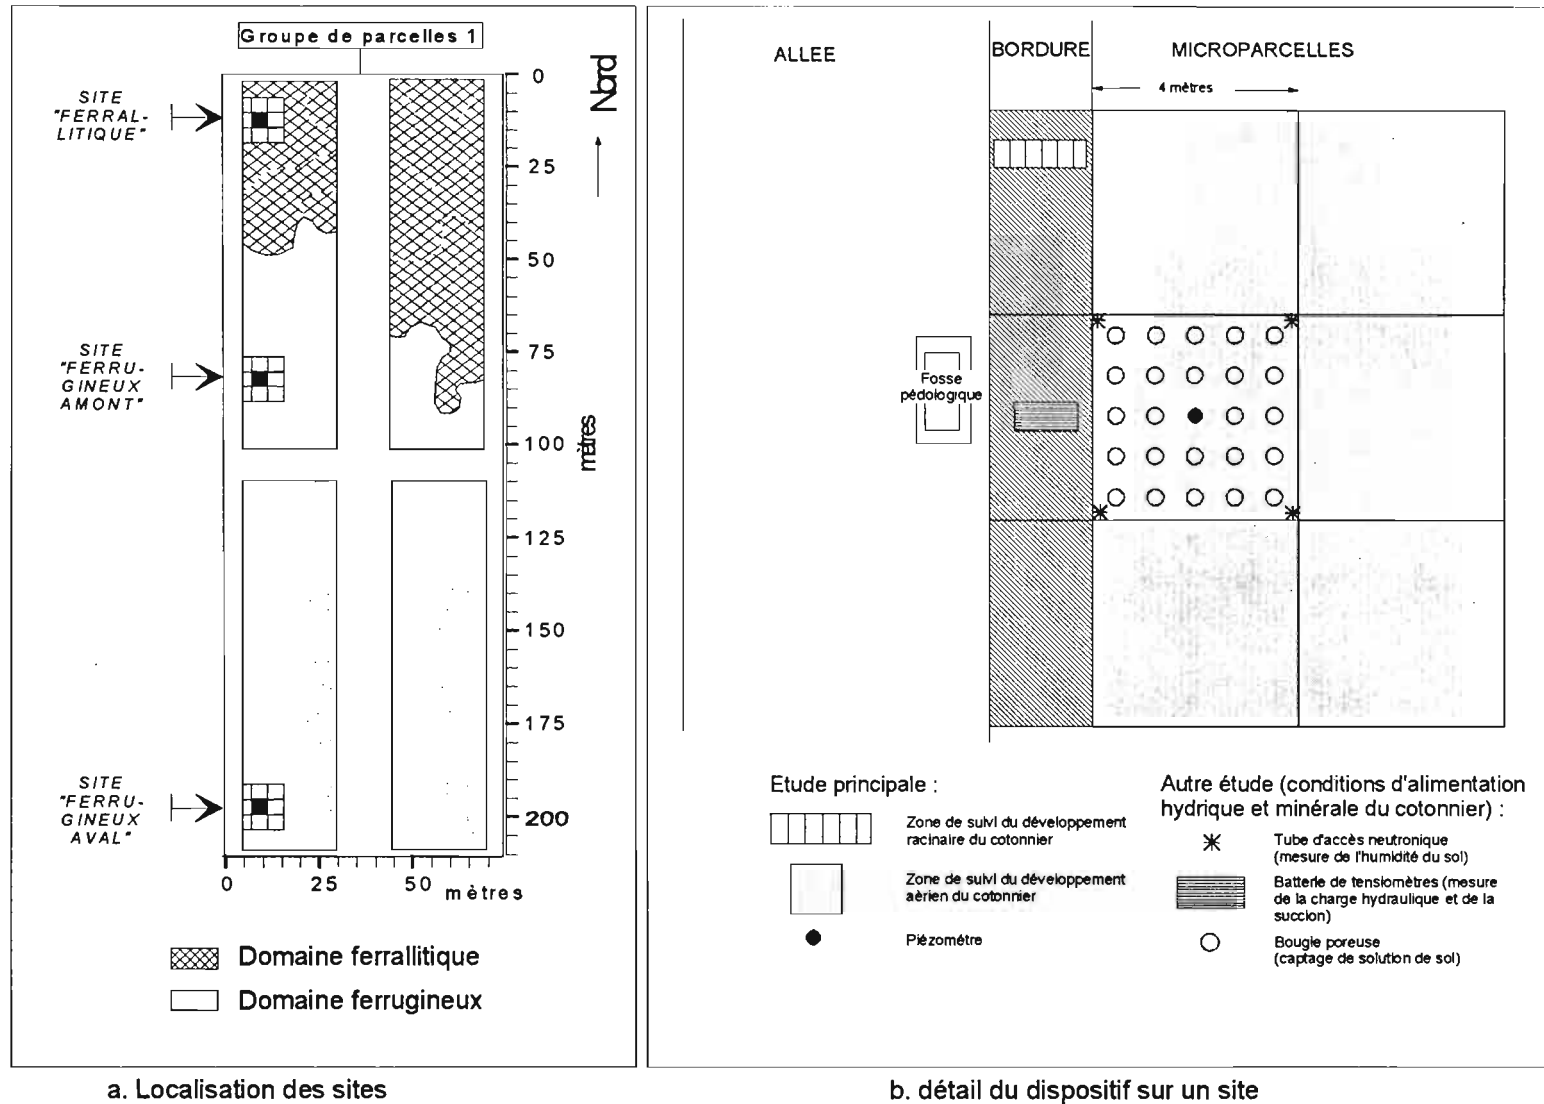 Groupe de parcelles 1
SITE
"FERRAL-
LITIQUE"
SITE
"FERRU-
GINEUX
AMONT"
SITE
"FERRU-
GINEUX
AVAL"
Nord
0
25
50
75
100
125
150
175
200
mètres
0
25
50
mètres
Domaine ferrallitique
Domaine ferrugineux
a. Localisation des sites
ALLEE
BORDURE
MICROPARCELLES
4 mètres
Fosse
pédologique
Etude principale :
Zone de suivi du développement
racinaire du cotonnier
Zone de suivi du développement
aérien du cotonnier
Piézomètre
Autre étude (conditions d'alimentation
hydrique et minérale du cotonnier) :
Tube d'accès neutronique
(mesure de l'humidité du sol)
Batterie de tensiomètres (mesure
de la charge hydraulique et de la
succion)
Bougie poreuse
(captage de solution de sol)
b. détail du dispositif sur un site